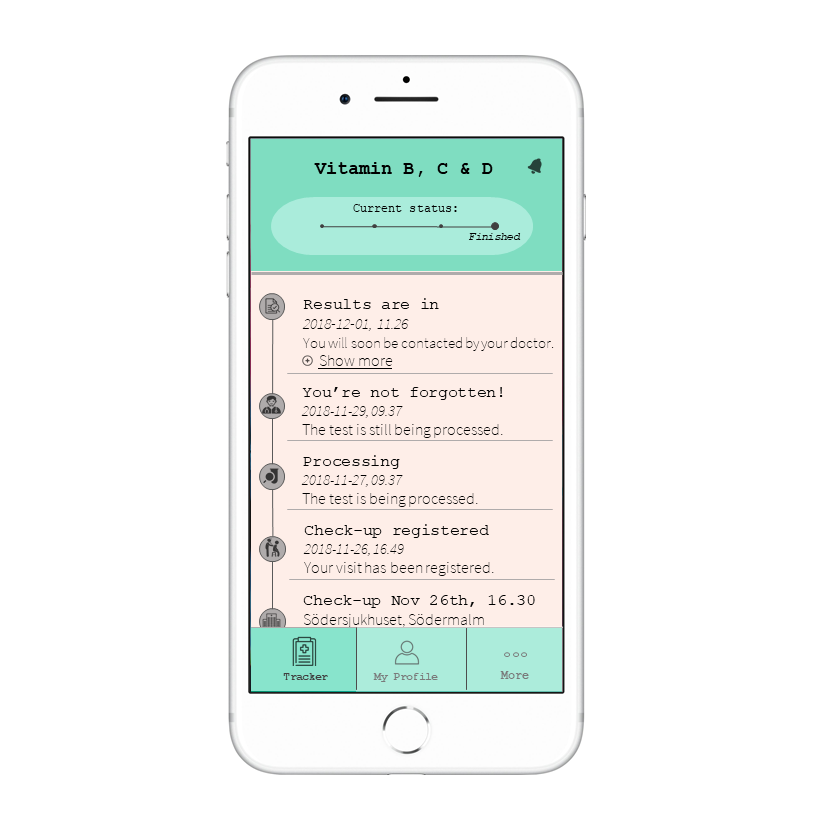 Vitamin B, C & D
Current status:
Finished
Results are in
2018-12-01, 11.26
You will soon be contacted by your doctor.
Show more
You're not forgotten!
2018-11-29, 09.37
The test is still being processed.
Processing
2018-11-27, 09.37
The test is being processed.
Check-up registered
2018-11-26, 16.49
Your visit has been registered.
Check-up Nov 26th, 16.30
Södersjukhuset, Södermalm
Tracker
My Profile
More